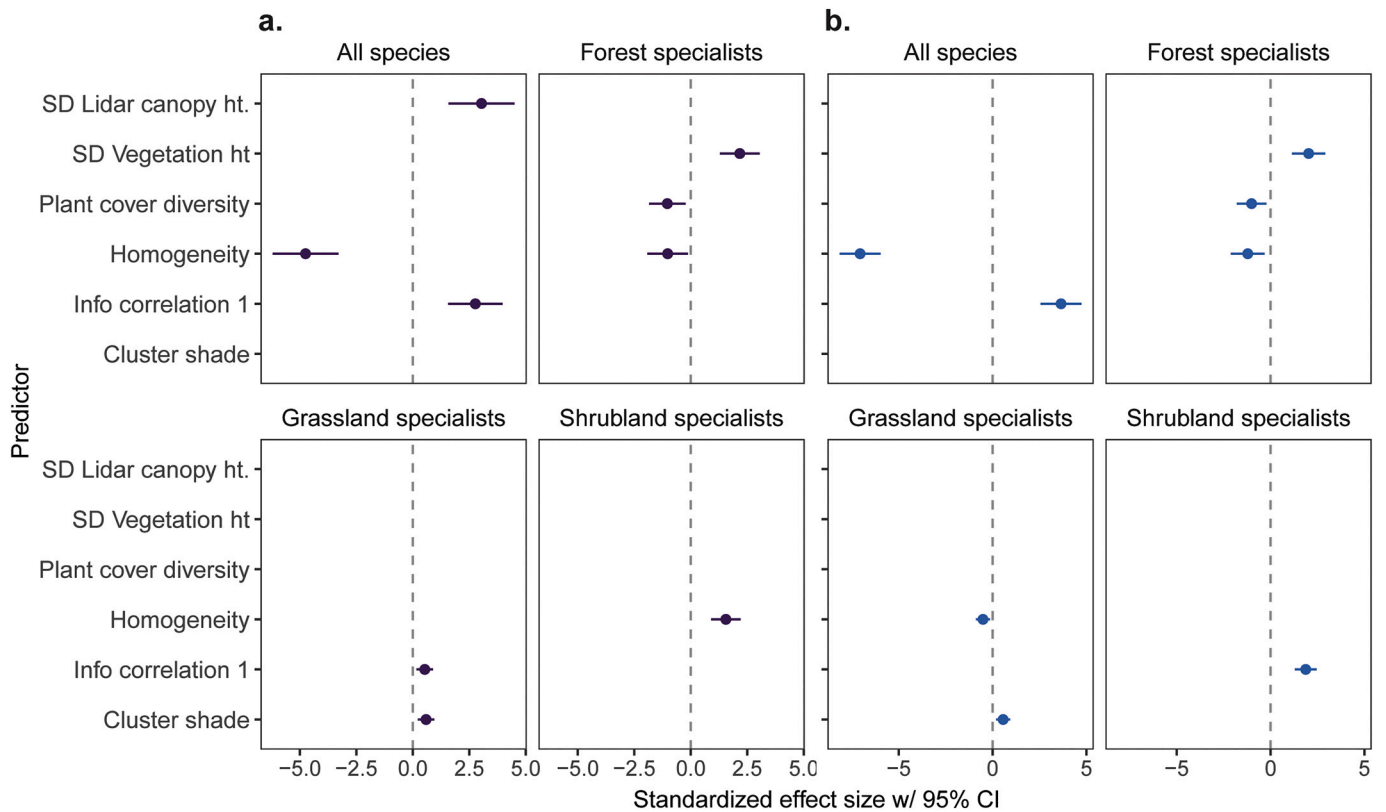 a.
b.
All species
Forest specialists
All species
Forest specialists
SD Lidar canopy ht.
SD Vegetation ht
Plant cover diversity
Homogeneity
Info correlation 1
Cluster shade
Predictor
Grassland specialists
Shrubland specialists
Grassland specialists
Shrubland specialists
SD Lidar canopy ht.
SD Vegetation ht
Plant cover diversity
Homogeneity
Info correlation 1
Cluster shade
−5.0 −2.5 0.0 2.5 5.0 −5.0 −2.5 0.0 2.5 5.0 −5 0 5 −5 0 5
Standardized effect size w/ 95% CI